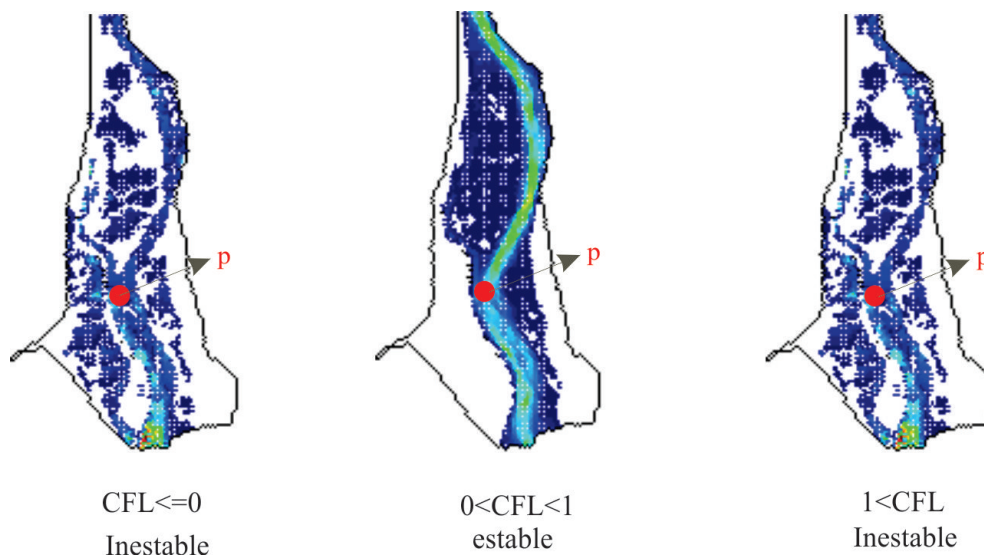 p
p
p
CFL<=0
Inestable
0<CFL<1
estable
1<CFL
Inestable